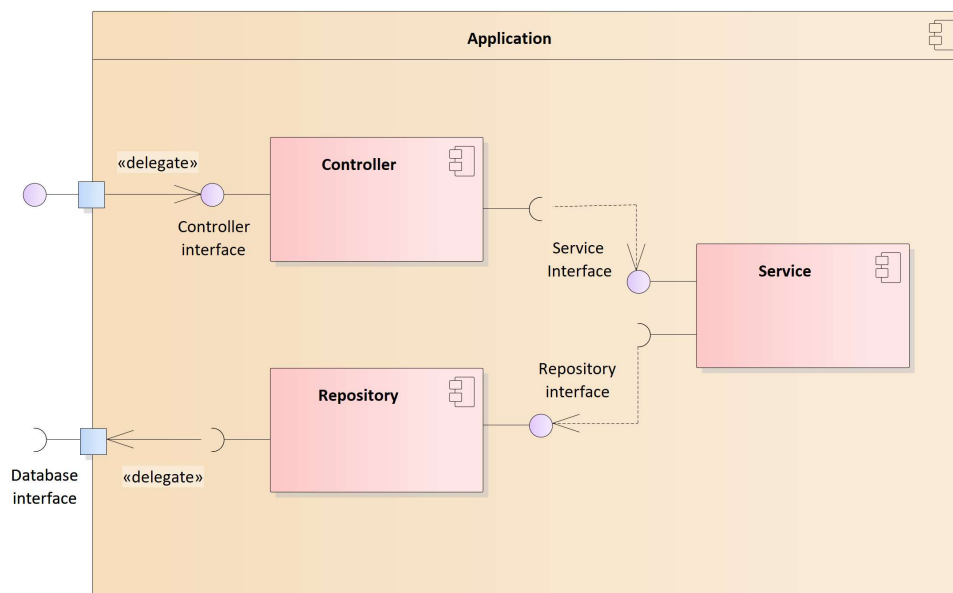 Application
«delegate»
Controller
Controller
interface
Service
Interface
Service
Repository
interface
Repository
Database
interface
«delegate»